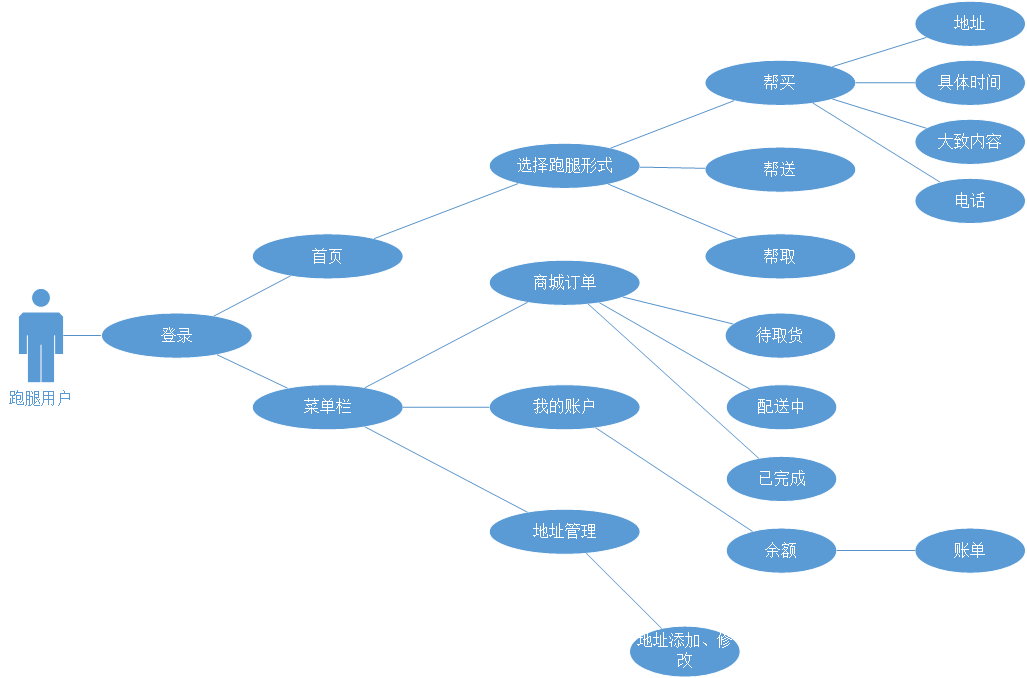 地址
帮买
具体时间
大致内容
选择跑腿形式
帮送
电话
首页
帮取
商城订单
登录
待取货
跑腿用户
菜单栏
我的账户
配送中
已完成
地址管理
余额
账单
地址添加、修
改